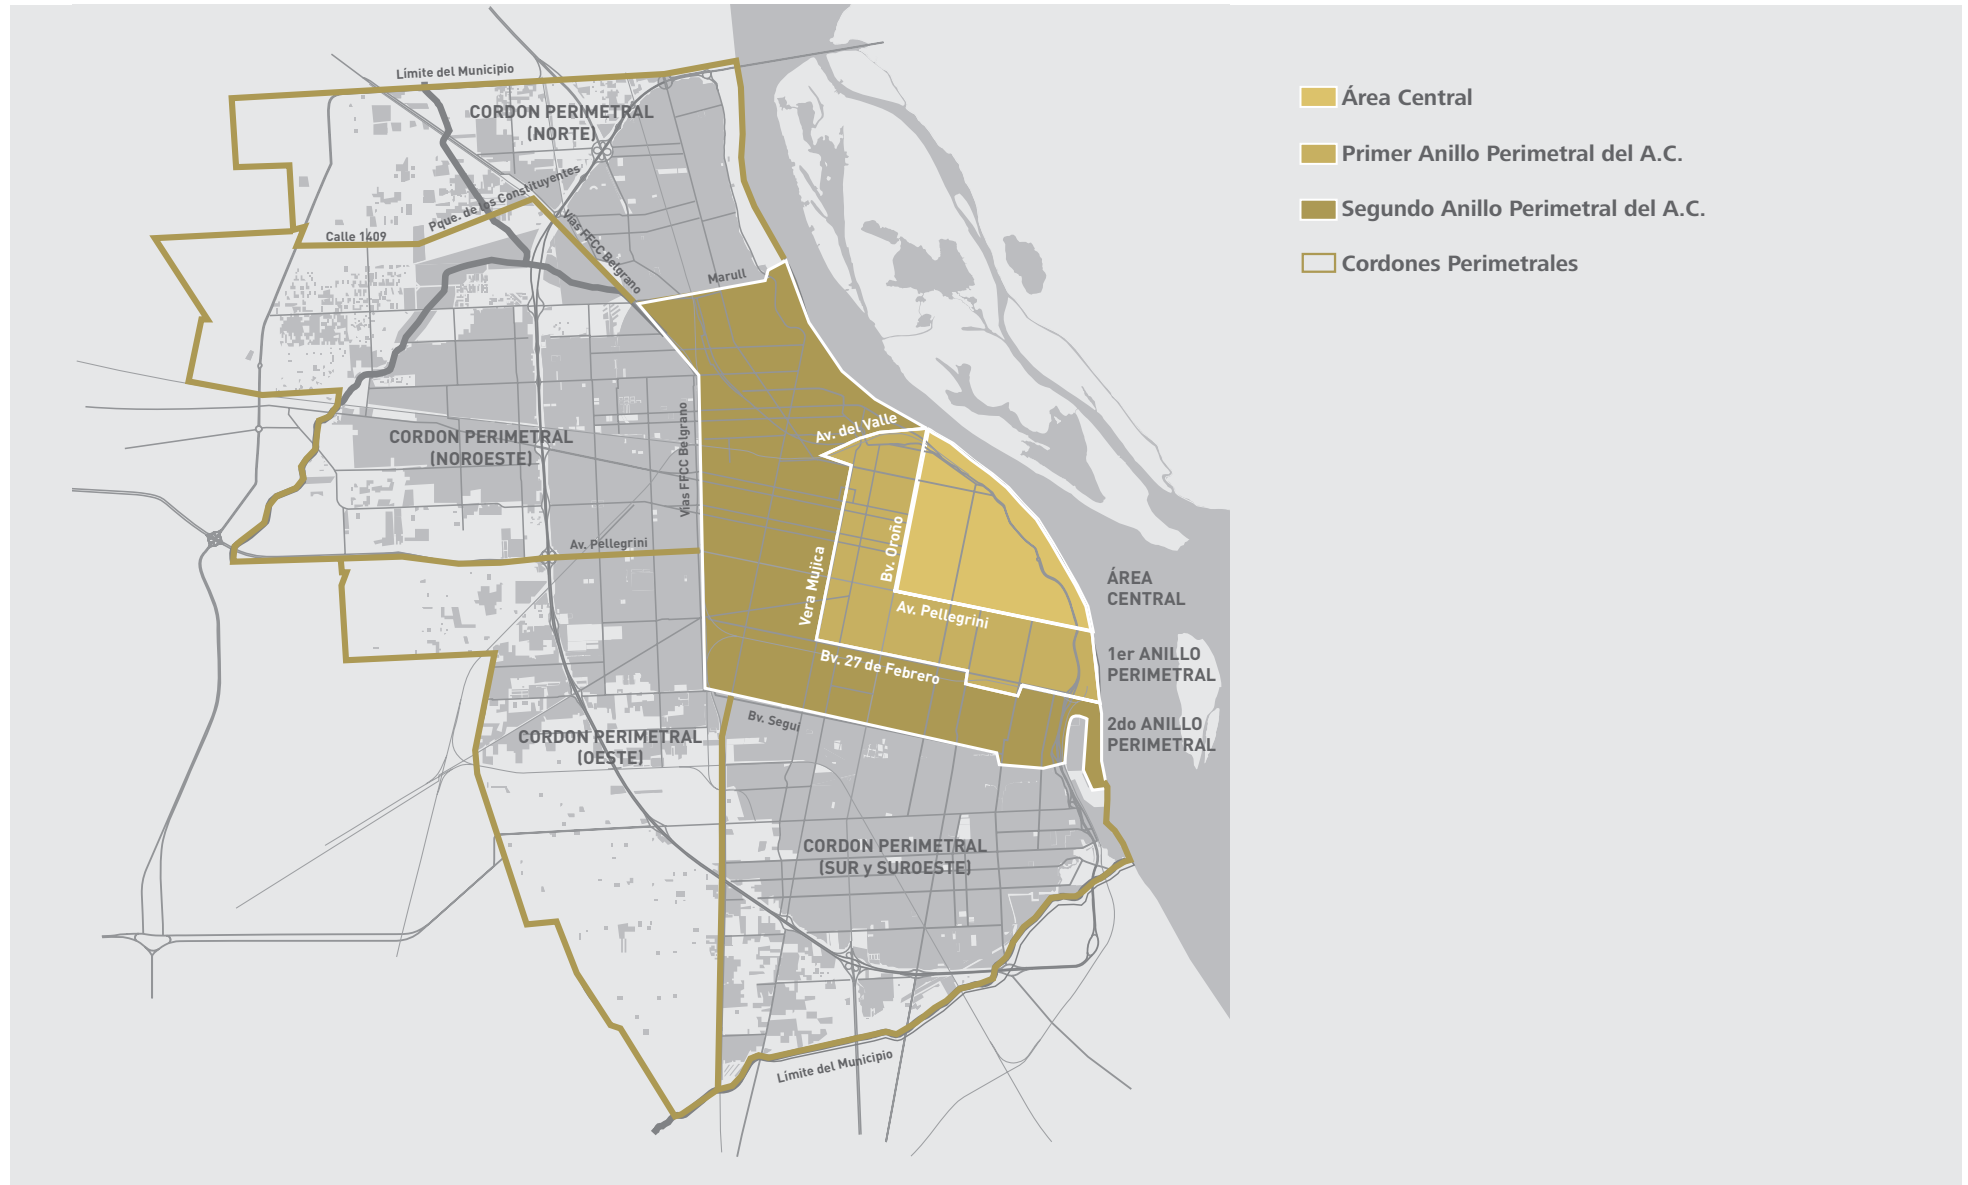 Límite del Municipio
CORDON PERIMETRAL
(NORTE)
Pque. de los Constituyentes
Calle 1409
Vías FFCC Belgrano
Marull
CORDON PERIMETRAL
(NOROESTE)
Vías FFCC Belgrano
Av. del Valle
Av. Pellegrini
Vera Mujica
Bv. Oroño
Av. Pellegrini
Bv. 27 de Febrero
Bv. Segui
CORDON PERIMETRAL
(OESTE)
CORDON PERIMETRAL
(SUR y SUROESTE)
Límite del Municipio
ÁREA
CENTRAL
1er ANILLO
PERIMETRAL
2do ANILLO
PERIMETRAL
Área Central
Primer Anillo Perimetral del A.C.
Segundo Anillo Perimetral del A.C.
Cordones Perimetrales